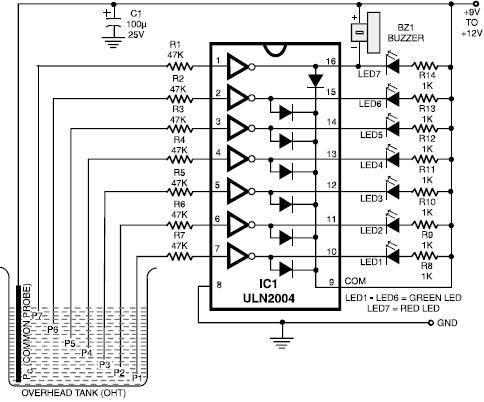 +9V
TO
+12V
C1
100µ
25V
+
−
BZ1
BUZZER
R1
47K
R2
47K
R3
47K
R4
47K
R5
47K
R6
47K
R7
47K
1
2
3
4
5
6
7
8
16
15
14
13
12
11
10
9
COM
IC1
ULN2004
LED7
LED6
LED5
LED4
LED3
LED2
LED1
R14
1K
R13
1K
R12
1K
R11
1K
R10
1K
R9
1K
R8
1K
LED1 - LED6 = GREEN LED
LED7 = RED LED
GND
(COMMON PROBE)
P7
P6
P5
P4
P3
P2
P1
OVERHEAD TANK (OHT)